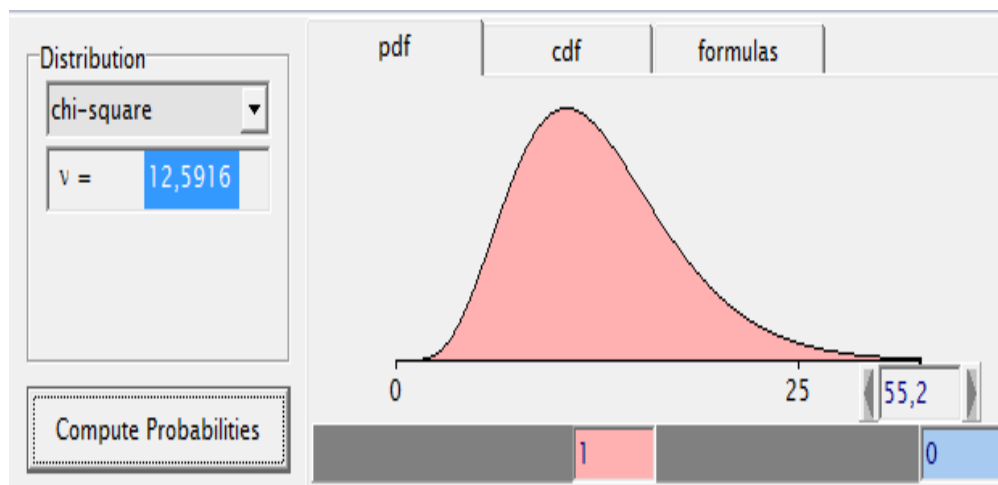 Distribution
chi-square
ν = 12,5916
Compute Probabilities
pdf cdf formulas
0 25
55,2
1 0